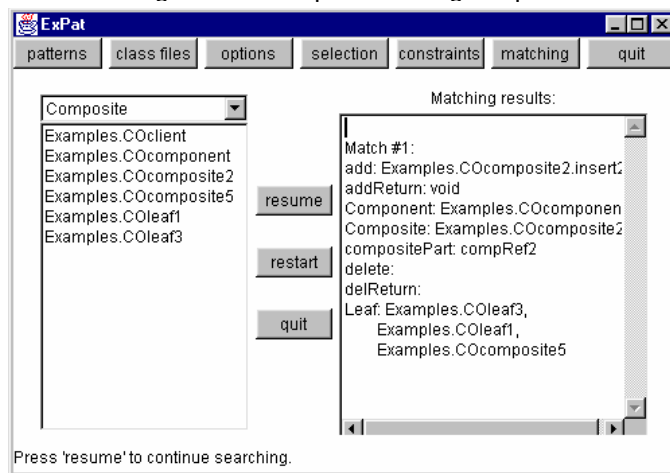 ExPat
patterns class files options selection constraints matching quit
Composite
Examples.COclient
Examples.COcomponent
Examples.COcomposite2
Examples.COcomposite5
Examples.COleaf1
Examples.COleaf3
resume
restart
quit
Matching results:
Match #1:
add: Examples.COcomposite2.insert2
addReturn: void
Component: Examples.COcomponen
Composite: Examples.COcomposite2
compositePart: compRef2
delete:
delReturn:
Leaf: Examples.COleaf3,
Examples.COleaf1,
Examples.COcomposite5
Press 'resume' to continue searching.